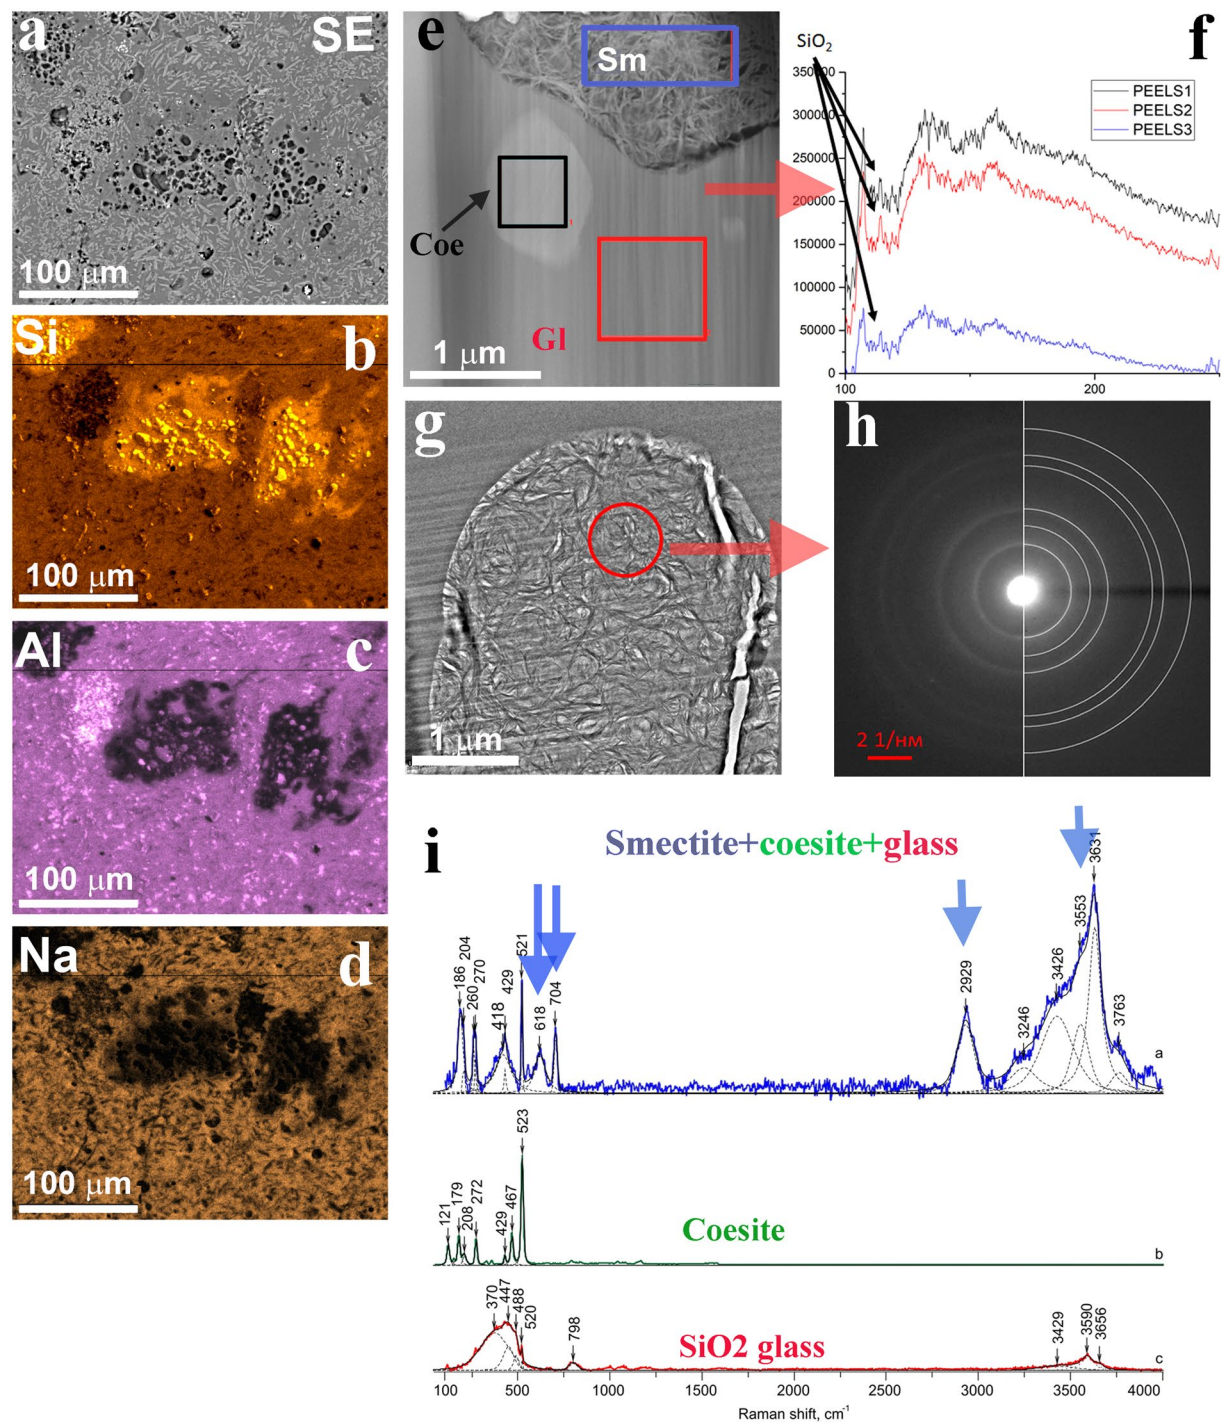 a
SE
100 µm
Si
b
100 µm
Al
c
100 µm
Na
d
100 µm
e
Sm
Coe
Gl
1 µm
f
SiO2
PEELS1
PEELS2
PEELS3
350000
300000
250000
200000
150000
100000
50000
0
100
200
g
1 µm
h
2 1/нм
i
Smectite+coesite+glass
186
204
260
270
418
429
521
618
704
2929
3246
3426
3553
3631
3763
a
121
179
208
272
429
467
523
Coesite
b
370
447
488
520
798
3429
3590
3656
SiO2 glass
c
100 500 1000 1500 2000 2500 3000 3500 4000
Raman shift, cm-1